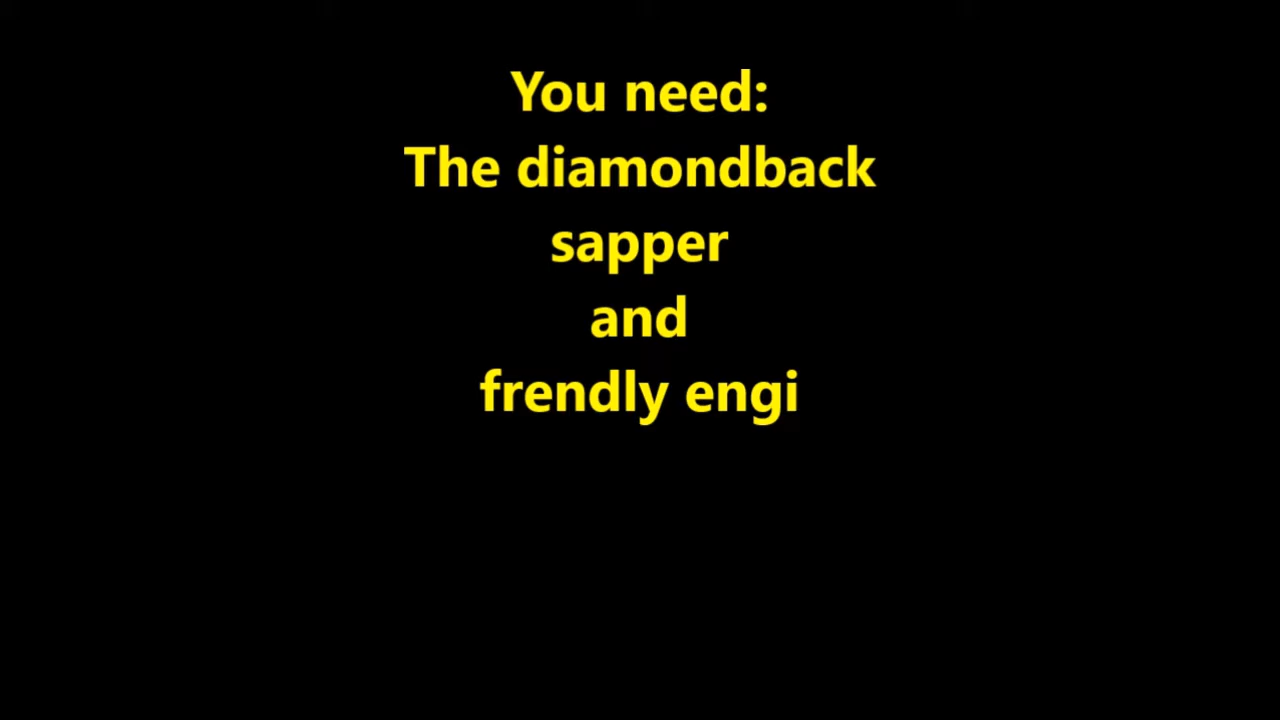 You need:
The diamondback
sapper
and
frendly engi